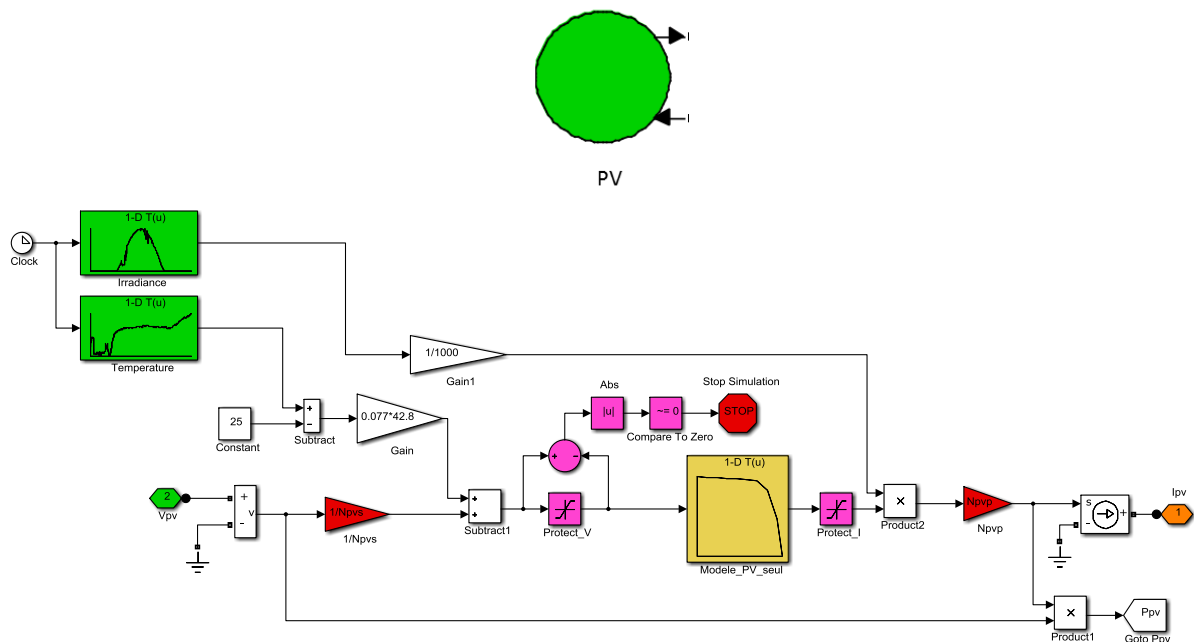 I
I
PV
1-D T(u)
Clock
Irradiance
1-D T(u)
Temperature
1/1000
Gain1
Abs
Stop Simulation
|u|
~= 0
STOP
Compare To Zero
25
Constant
+
−
Subtract
0.077*42.8
Gain
+
−
1-D T(u)
2
Vpv
+
v
-
1/Npvs
1/Npvs
+
+
Subtract1
Protect_V
Modele_PV_seul
Protect_I
×
Product2
Npvp
Npvp
s
-
+
Ipv
1
×
Product1
Ppv
Goto Ppv